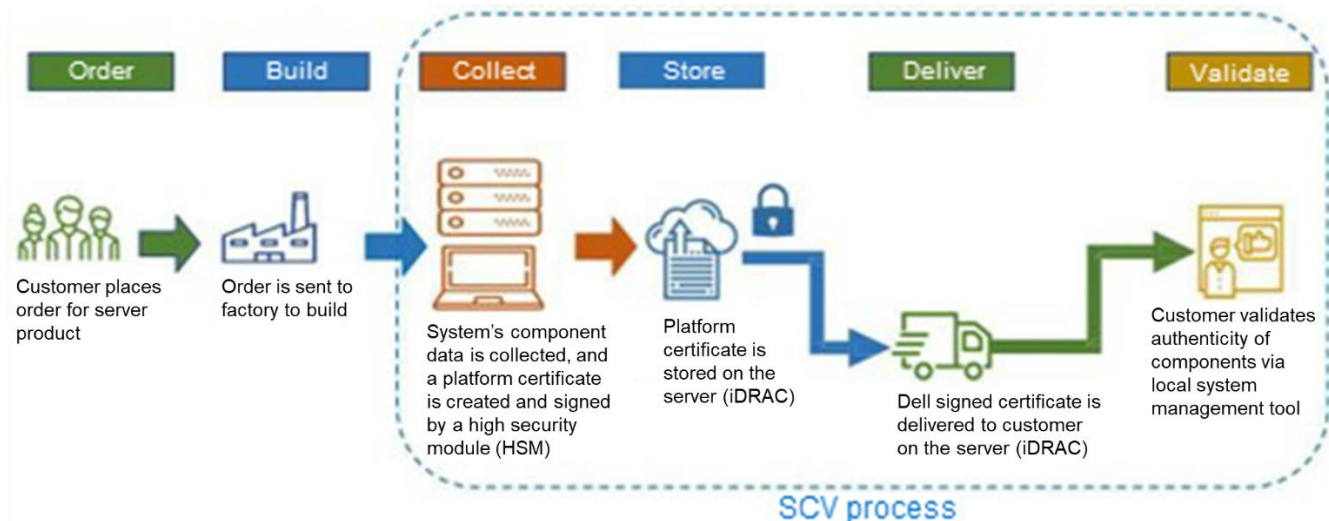 Order
Build
Collect
Store
Deliver
Validate
Customer places
order for server
product
Order is sent to
factory to build
System's component
data is collected, and
a platform certificate
is created and signed
by a high security
module (HSM)
Platform
certificate is
stored on the
server (iDRAC)
Dell signed certificate is
delivered to customer
on the server (iDRAC)
Customer validates
authenticity of
components via
local system
management tool
SCV process